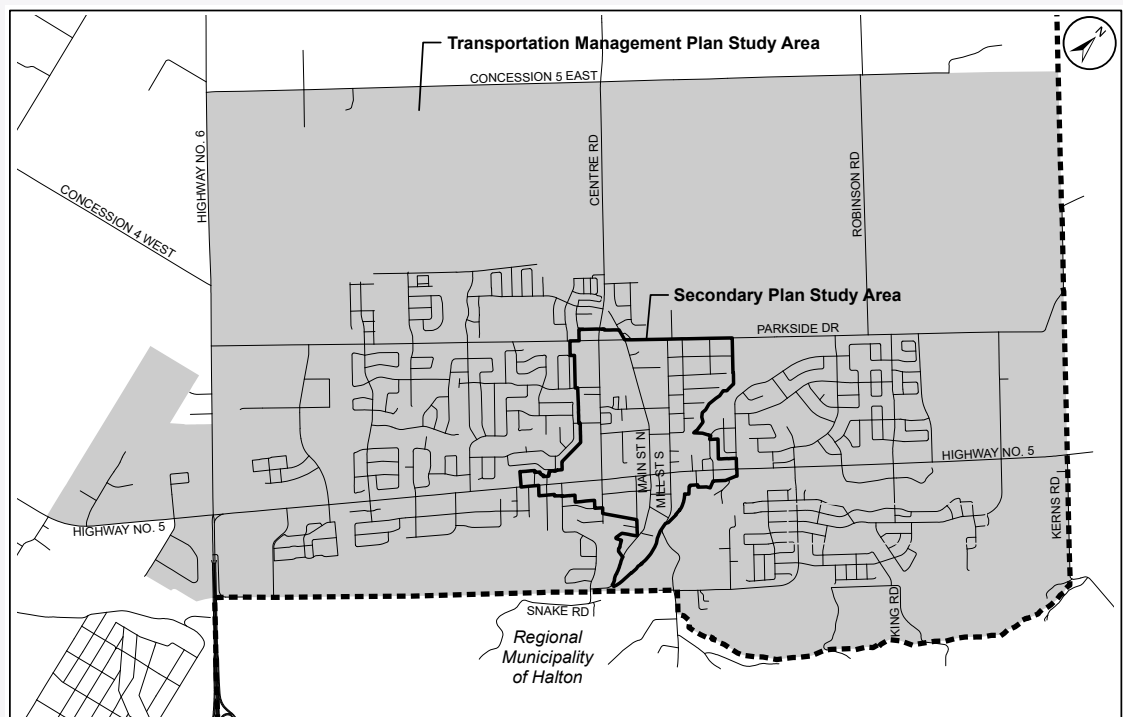 N
Transportation Management Plan Study Area
CONCESSION 5 EAST
HIGHWAY NO. 6
CENTRE RD
ROBINSON RD
CONCESSION 4 WEST
Secondary Plan Study Area
PARKSIDE DR
MAIN ST N
MILL ST S
HIGHWAY NO. 5
KERNS RD
HIGHWAY NO. 5
SNAKE RD
KING RD
Regional
Municipality
of Halton